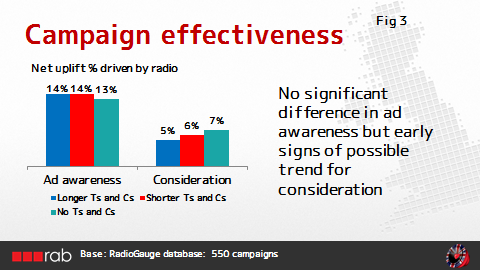 Fig 3
Campaign effectiveness
Net uplift % driven by radio
14% 14% 13%
5% 6% 7%
Ad awareness Consideration
Longer Ts and Cs Shorter Ts and Cs
No Ts and Cs
No significant
difference in ad
awareness but early
signs of possible
trend for
consideration
rab
Base: RadioGauge database: 550 campaigns